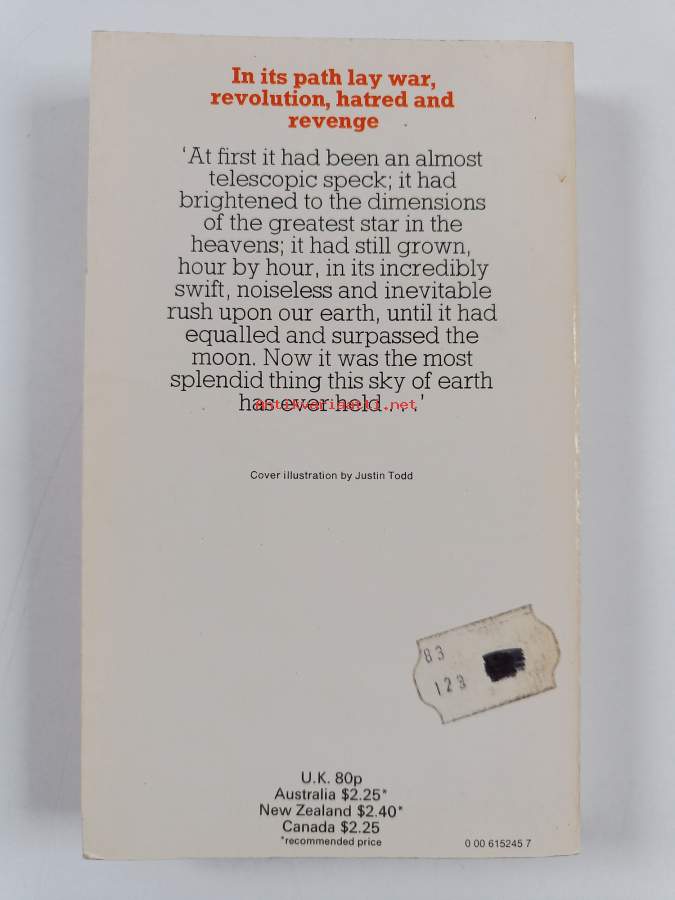 In its path lay war,
revolution, hatred and
revenge
‘At first it had been an almost
telescopic speck; it had
brightened to the dimensions
of the greatest star in the
heavens; it had still grown,
hour by hour, in its incredibly
swift, noiseless and inevitable
rush upon our earth, until it had
equalled and surpassed the
moon. Now it was the most
splendid thing this sky of earth
has ever held . . .’
Antikvariaatti.net
Cover illustration by Justin Todd
83
123
U.K. 80p
Australia $2.25*
New Zealand $2.40*
Canada $2.25
*recommended price
0 00 615245 7